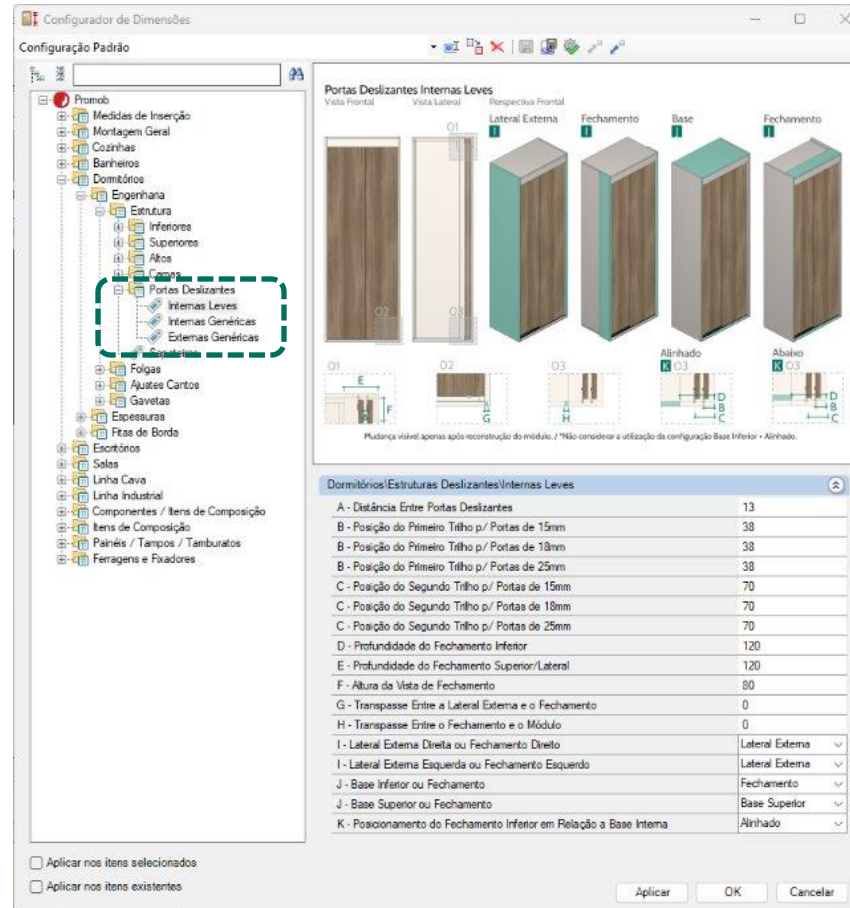 Configurador de Dimensões
Configuração Padrão
Promob
Medidas de Inserção
Montagem Geral
Cozinhas
Banheiros
Dormitórios
Engenharia
Estrutura
Inferiores
Superiores
Altos
Camas
Portas Deslizantes
Internas Leves
Internas Genéricas
Externas Genéricas
Sapateiras
Folgas
Ajustes Cantos
Gavetas
Espessuras
Fitas de Borda
Escritórios
Salas
Linha Cava
Linha Industrial
Componentes / Itens de Composição
Itens de Composição
Painéis / Tampos / Tamburatos
Ferragens e Fixadores
Portas Deslizantes Internas Leves
Vista Frontal Vista Lateral Perspectiva Frontal
Lateral Externa Fechamento Base Fechamento
I I J J
01
02 03
Alinhado Abaixo
01 02 03 K 03 K 03
E F G H D B C D B C
Mudança visível apenas após reconstrução do módulo. / *Não considerar a utilização da configuração Base Inferior + Alinhado.
Dormitórios\Estruturas Deslizantes\Internas Leves
A - Distância Entre Portas Deslizantes 13
B - Posição do Primeiro Trilho p/ Portas de 15mm 38
B - Posição do Primeiro Trilho p/ Portas de 18mm 38
B - Posição do Primeiro Trilho p/ Portas de 25mm 38
C - Posição do Segundo Trilho p/ Portas de 15mm 70
C - Posição do Segundo Trilho p/ Portas de 18mm 70
C - Posição do Segundo Trilho p/ Portas de 25mm 70
D - Profundidade do Fechamento Inferior 120
E - Profundidade do Fechamento Superior/Lateral 120
F - Altura da Vista de Fechamento 80
G - Transpasse Entre a Lateral Externa e o Fechamento 0
H - Transpasse Entre o Fechamento e o Módulo 0
I - Lateral Externa Direita ou Fechamento Direito Lateral Externa
I - Lateral Externa Esquerda ou Fechamento Esquerdo Lateral Externa
J - Base Inferior ou Fechamento Fechamento
J - Base Superior ou Fechamento Base Superior
K - Posicionamento do Fechamento Inferior em Relação a Base Interna Alinhado
Aplicar nos itens selecionados
Aplicar nos itens existentes
Aplicar OK Cancelar